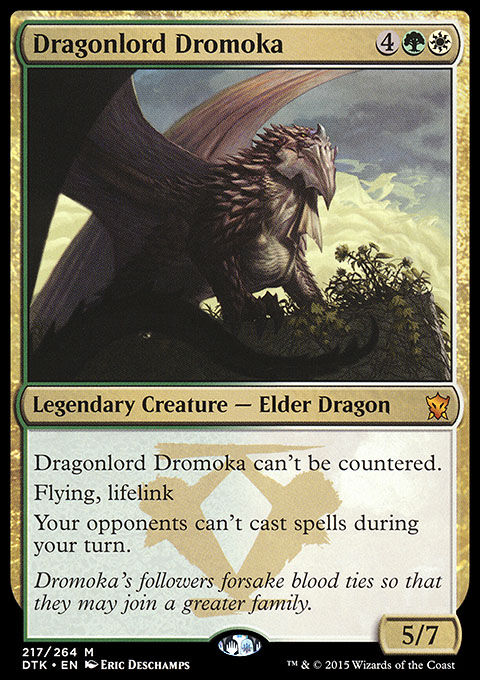 Dragonlord Dromoka 4
Legendary Creature — Elder Dragon
Dragonlord Dromoka can't be countered.
Flying, lifelink
Your opponents can't cast spells during
your turn.
Dromoka's followers forsake blood ties so that
they may join a greater family.
5/7
217/264 M
DTK • EN Eric Deschamps
™ & © 2015 Wizards of the Coast